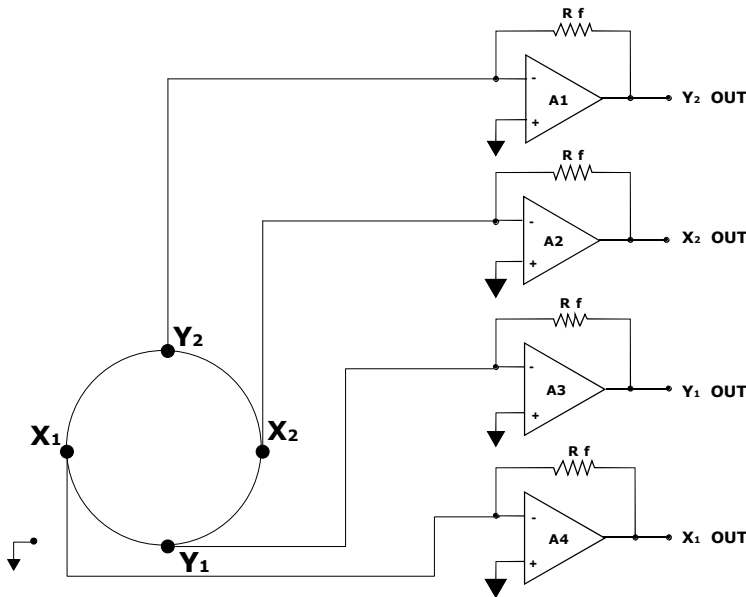 R f
-
A1
+
Y₂ OUT
R f
-
A2
+
X₂ OUT
R f
-
A3
+
Y₁ OUT
R f
-
A4
+
X₁ OUT
Y₂
X₁
X₂
Y₁